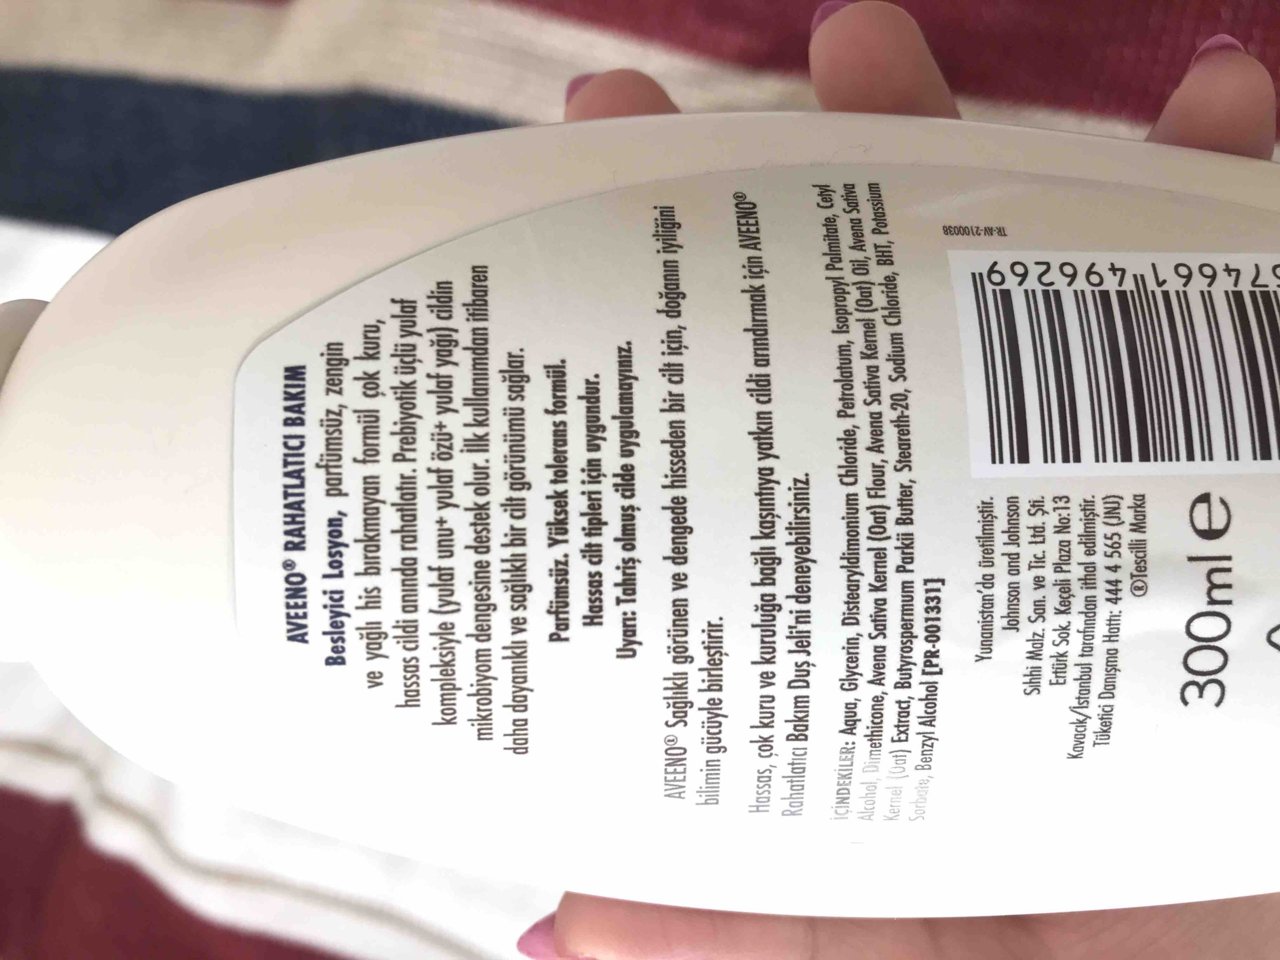 AVEENO® RAHATLATICI BAKIM
Besleyici Losyon, parfümsüz, zengin
ve yağlı his bırakmayan formül çok kuru,
hassas cildi anında rahatlatır. Prebiyotik üçlü yulaf
kompleksiyle (yulaf unu+ yulaf özü+ yulaf yağı) cildin
mikrobiyom dengesine destek olur. İlk kullanımdan itibaren
daha dayanıklı ve sağlıklı bir cilt görünümü sağlar.
Parfümsüz. Yüksek tolerans formül.
Hassas cilt tipleri için uygundur.
Uyarı: Tahriş olmuş cilde uygulamayınız.
AVEENO® Sağlıklı görünen ve dengede hisseden bir cilt için, doğanın iyiliğini
bilimin gücüyle birleştirir.
Hassas, çok kuru ve kuruluğa bağlı kaşıntıya yatkın cildi arındırmak için AVEENO®
Rahatlatıcı Bakım Duş Jeli'ni deneyebilirsiniz.
İÇİNDEKİLER: Aqua, Glycerin, Distearyldimonium Chloride, Petrolatum, Isopropyl Palmitate, Cetyl
Alcohol, Dimethicone, Avena Sativa Kernel (Oat) Flour, Avena Sativa Kernel (Oat) Oil, Avena Sativa
Kernel (Oat) Extract, Butyrospermum Parkii Butter, Steareth-20, Sodium Chloride, BHT, Potassium
Sorbate, Benzyl Alcohol [PR-001331]
TR-AV-2100038
Yunanistan'da üretilmiştir.
Johnson and Johnson
Sıhhi Malz. San. ve Tic. Ltd. Şti.
Ertürk Sok. Keçeli Plaza No:13
Kavacık/İstanbul tarafından ithal edilmiştir.
Tüketici Danışma Hattı: 444 4 565 (JNJ)
®Tescilli Marka
300ml e
574661 496269